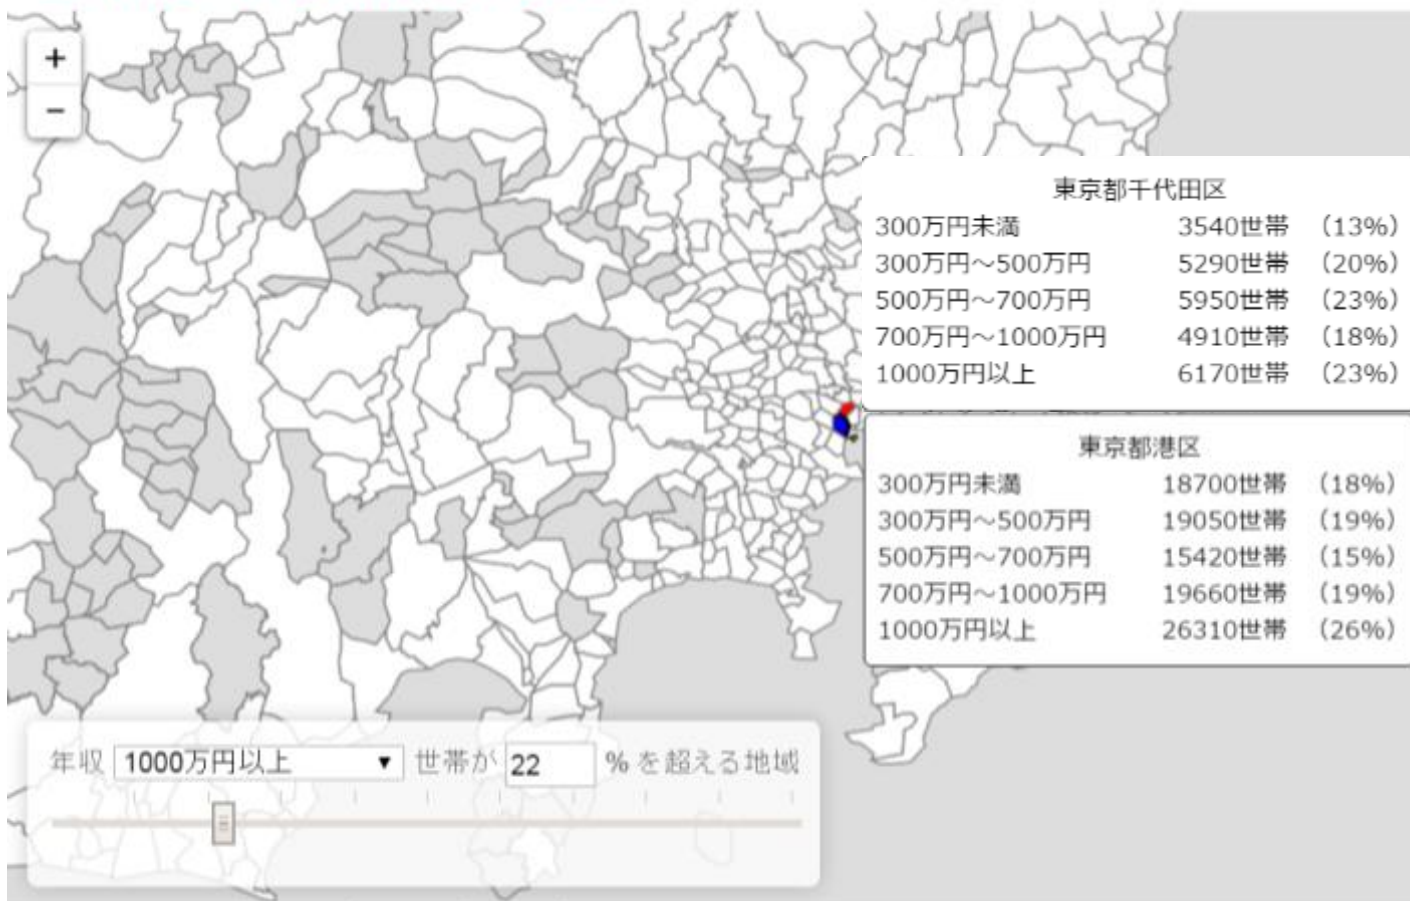 +
−
東京都千代田区
300万円未満 3540世帯 （13%）
300万円～500万円 5290世帯 （20%）
500万円～700万円 5950世帯 （23%）
700万円～1000万円 4910世帯 （18%）
1000万円以上 6170世帯 （23%）
東京都港区
300万円未満 18700世帯 （18%）
300万円～500万円 19050世帯 （19%）
500万円～700万円 15420世帯 （15%）
700万円～1000万円 19660世帯 （19%）
1000万円以上 26310世帯 （26%）
年収 1000万円以上 ▼ 世帯が 22 % を超える地域